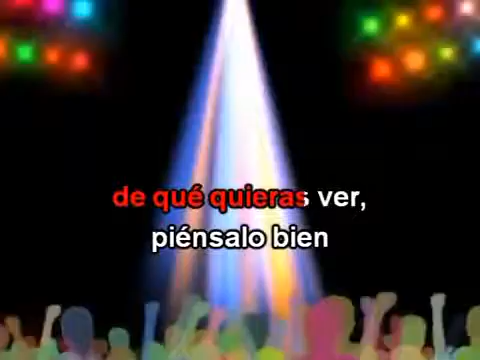 de qué quieras ver,
piénsalo bien